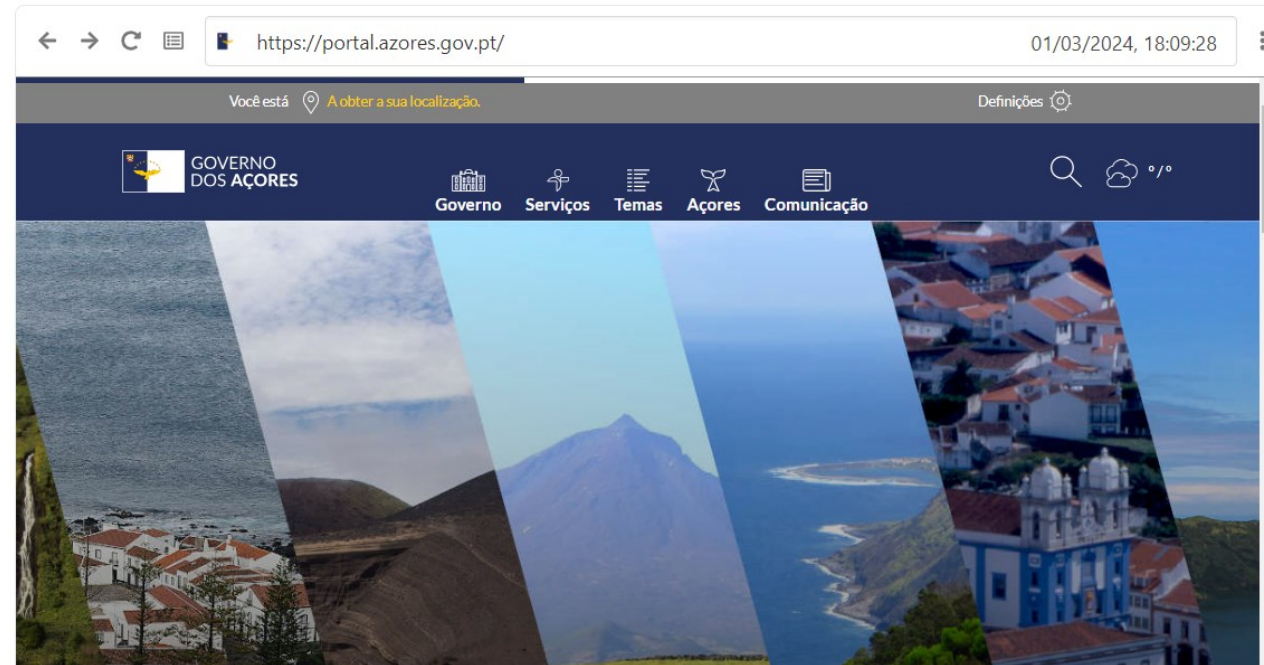 https://portal.azores.gov.pt/ 01/03/2024, 18:09:28
Você está A obter a sua localização. Definições
GOVERNO
DOS AÇORES
Governo Serviços Temas Açores Comunicação
°/°